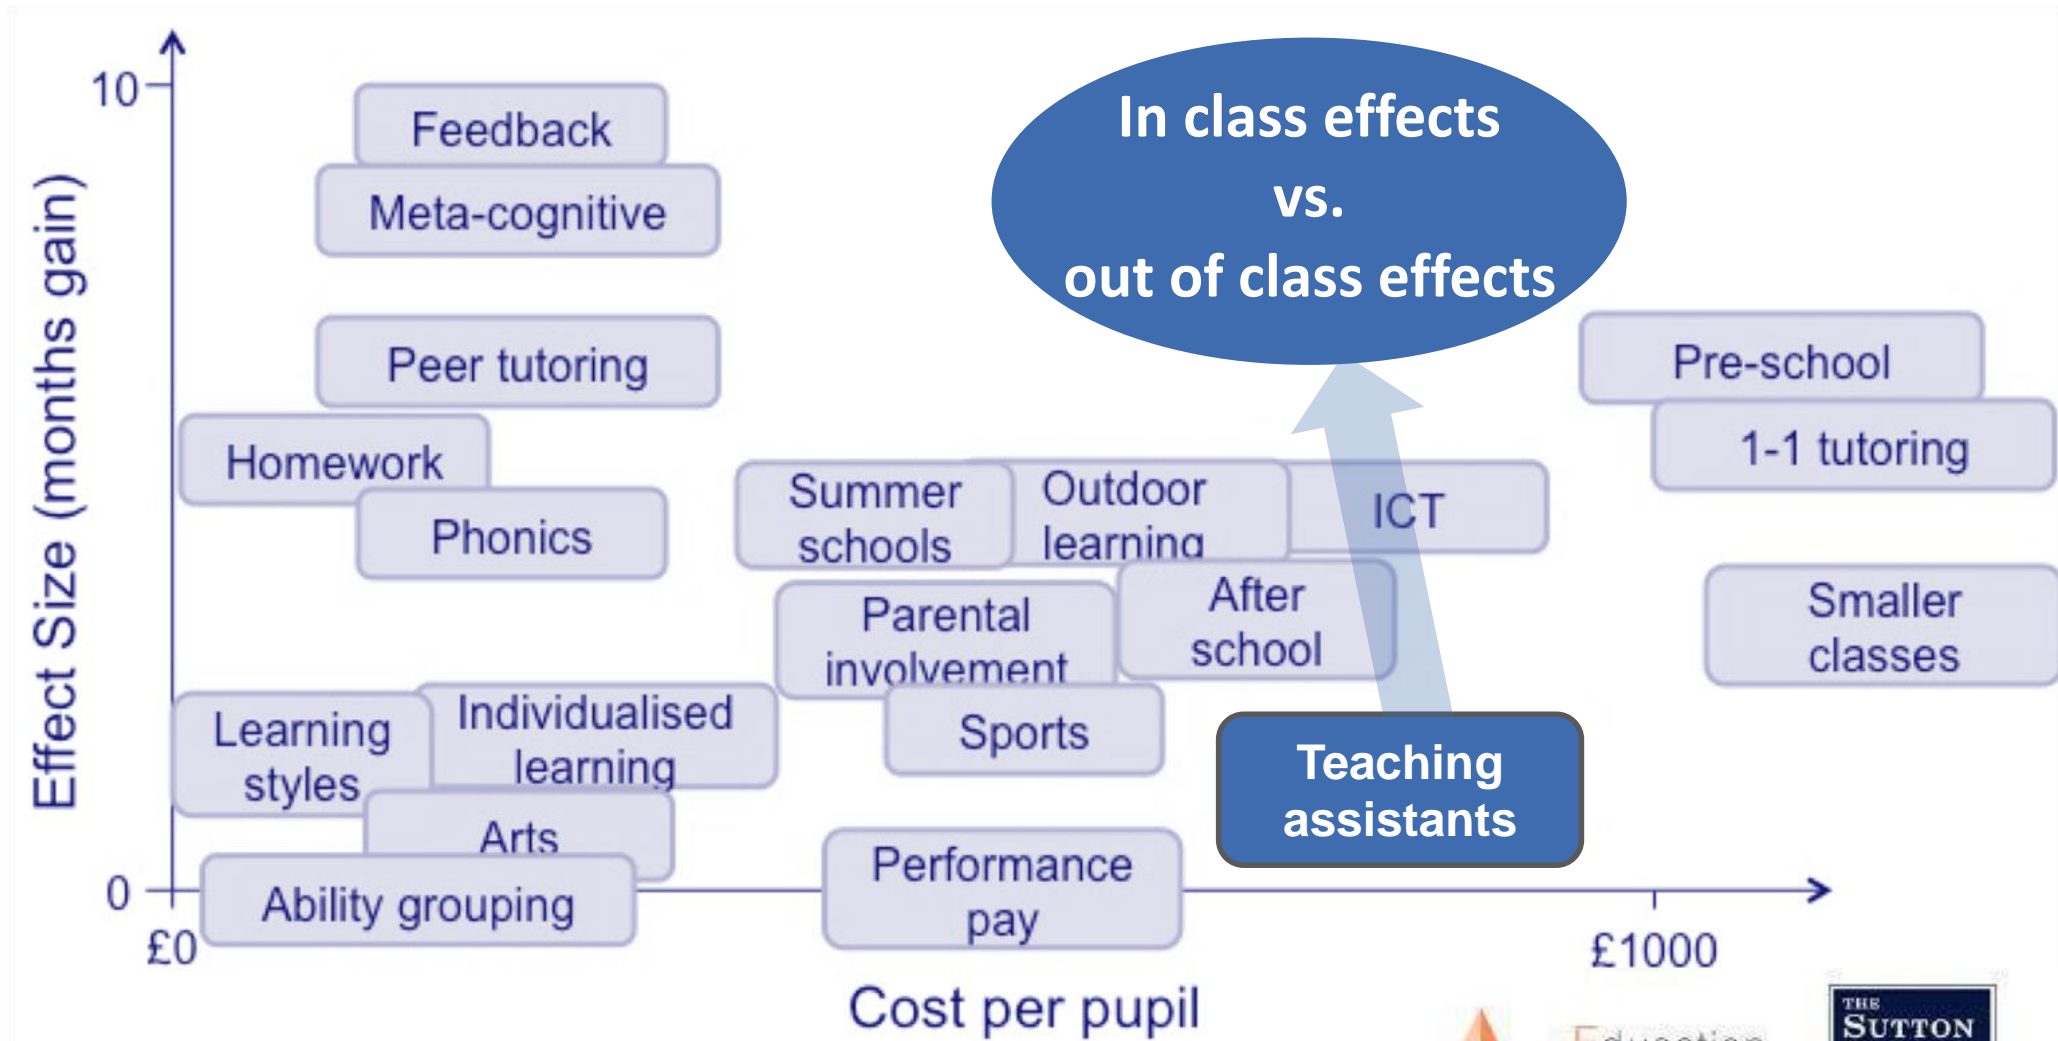 10
Feedback
Meta-cognitive
Peer tutoring
Homework
Phonics
Learning
styles
Individualised
learning
Arts
Ability grouping
Summer
schools
Outdoor
learning
ICT
Parental
involvement
After
school
Sports
Performance
pay
Teaching
assistants
In class effects
vs.
out of class effects
Pre-school
1-1 tutoring
Smaller
classes
Effect Size (months gain)
0
£0
£1000
Cost per pupil
Education
THE
SUTTON